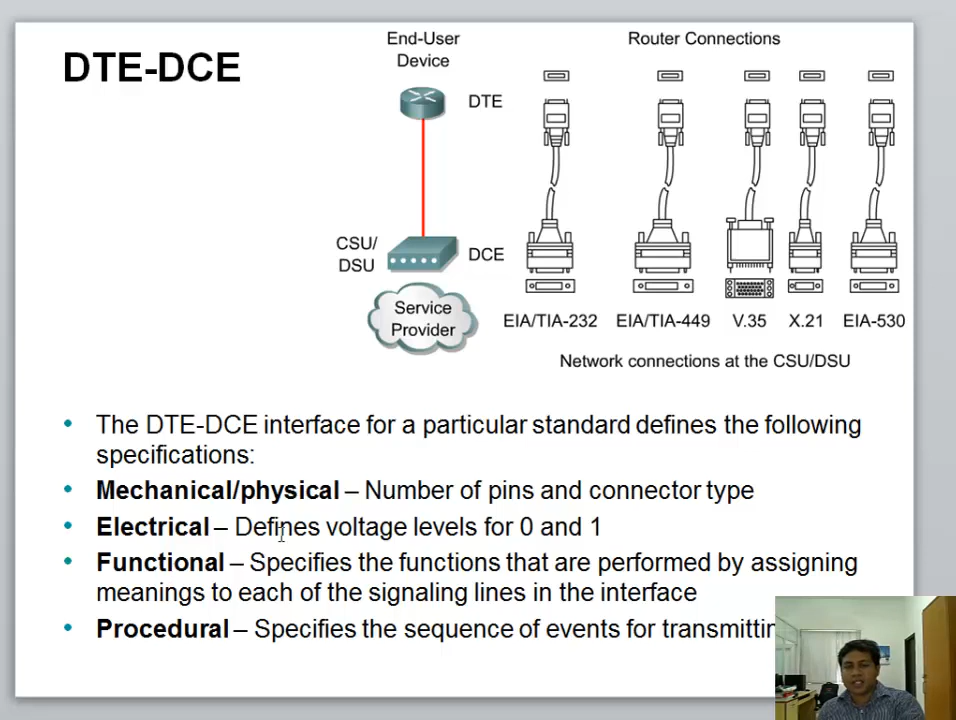 DTE-DCE
End-User
Device
DTE
CSU/
DSU
DCE
Service
Provider
Router Connections
EIA/TIA-232 EIA/TIA-449 V.35 X.21 EIA-530
Network connections at the CSU/DSU
• The DTE-DCE interface for a particular standard defines the following
specifications:
• Mechanical/physical – Number of pins and connector type
• Electrical – Defines voltage levels for 0 and 1
• Functional – Specifies the functions that are performed by assigning
meanings to each of the signaling lines in the interface
• Procedural – Specifies the sequence of events for